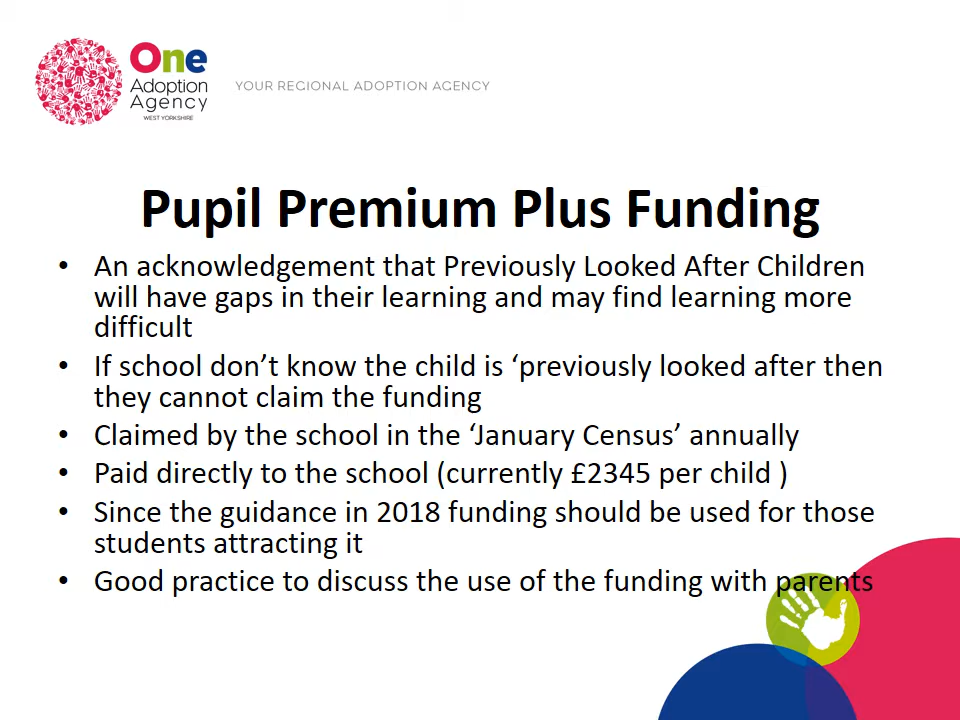 One
Adoption
Agency
WEST YORKSHIRE
YOUR REGIONAL ADOPTION AGENCY
Pupil Premium Plus Funding
• An acknowledgement that Previously Looked After Children
will have gaps in their learning and may find learning more
difficult
• If school don’t know the child is ‘previously looked after then
they cannot claim the funding
• Claimed by the school in the ‘January Census’ annually
• Paid directly to the school (currently £2345 per child )
• Since the guidance in 2018 funding should be used for those
students attracting it
• Good practice to discuss the use of the funding with parents